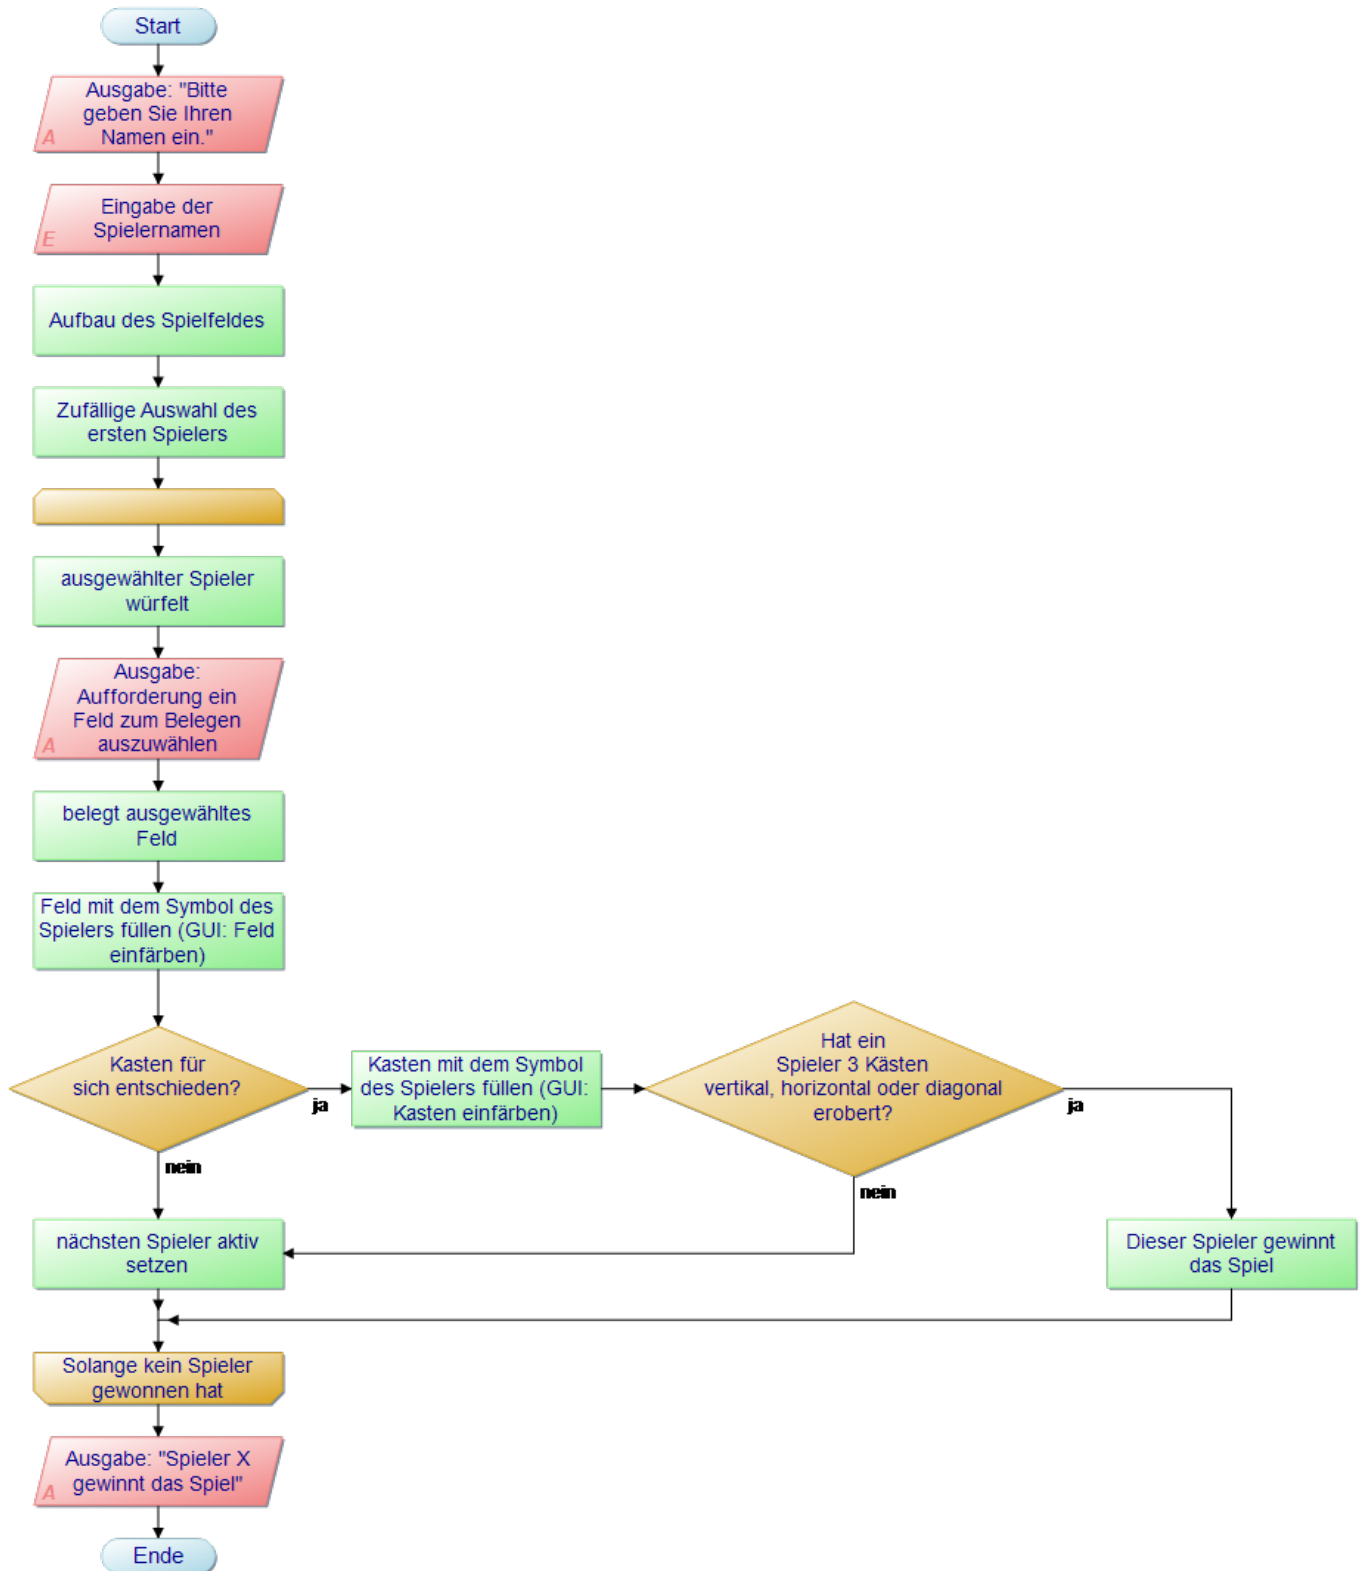 Start
Ausgabe: "Bitte
geben Sie Ihren
Namen ein."
A
Eingabe der
Spielernamen
E
Aufbau des Spielfeldes
Zufällige Auswahl des
ersten Spielers
ausgewählter Spieler
würfelt
Ausgabe:
Aufforderung ein
Feld zum Belegen
auszuwählen
A
belegt ausgewähltes
Feld
Feld mit dem Symbol des
Spielers füllen (GUI: Feld
einfärben)
Kasten für
sich entschieden?
ja
nein
Kasten mit dem Symbol
des Spielers füllen (GUI:
Kasten einfärben)
Hat ein
Spieler 3 Kästen
vertikal, horizontal oder diagonal
erobert?
ja
nein
nächsten Spieler aktiv
setzen
Dieser Spieler gewinnt
das Spiel
Solange kein Spieler
gewonnen hat
Ausgabe: "Spieler X
gewinnt das Spiel"
A
Ende